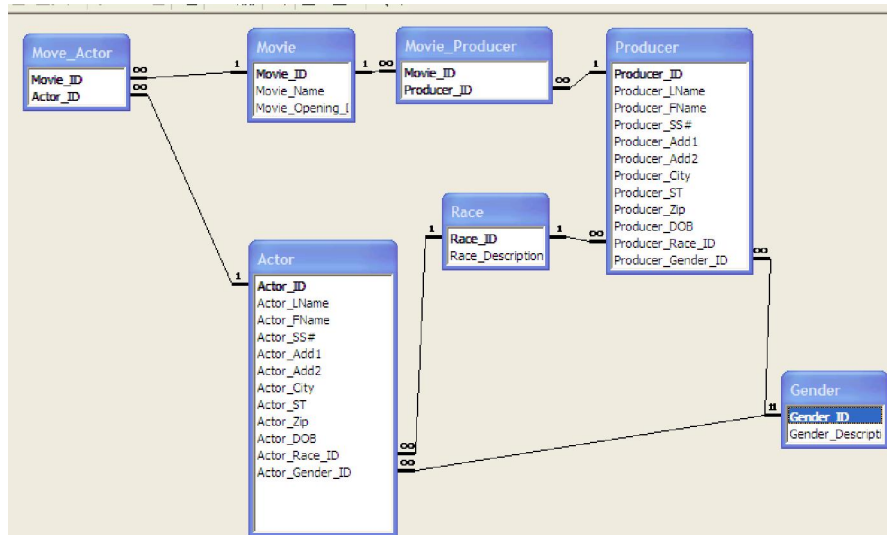 Move_Actor
Movie_ID
Actor_ID
Movie
Movie_ID
Movie_Name
Movie_Opening_
Movie_Producer
Movie_ID
Producer_ID
Producer
Producer_ID
Producer_LName
Producer_FName
Producer_SS#
Producer_Add1
Producer_Add2
Producer_City
Producer_ST
Producer_Zip
Producer_DOB
Producer_Race_ID
Producer_Gender_ID
Race
Race_ID
Race_Description
Actor
Actor_ID
Actor_LName
Actor_FName
Actor_SS#
Actor_Add1
Actor_Add2
Actor_City
Actor_ST
Actor_Zip
Actor_DOB
Actor_Race_ID
Actor_Gender_ID
Gender
Gender_ID
Gender_Descripti
∞ 1
∞ 1
1 ∞
∞ 1
1 ∞
1 ∞
∞ 1
∞ 1